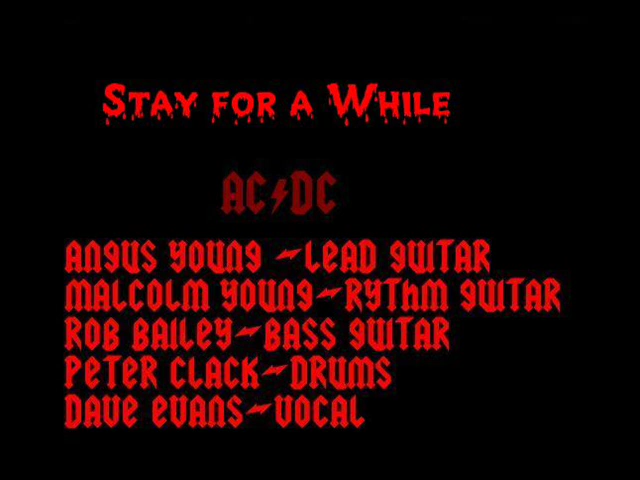 Stay for a While
AC⚡DC
Angus Young ~Lead Guitar
Malcolm Young~Rythm Guitar
Rob Bailey~Bass Guitar
Peter Clack~Drums
Dave Evans~Vocal